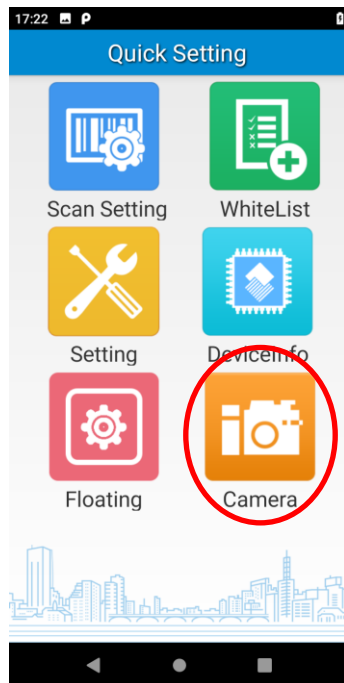 17:22
Quick Setting
Scan Setting WhiteList
Setting DeviceInfo
Floating Camera